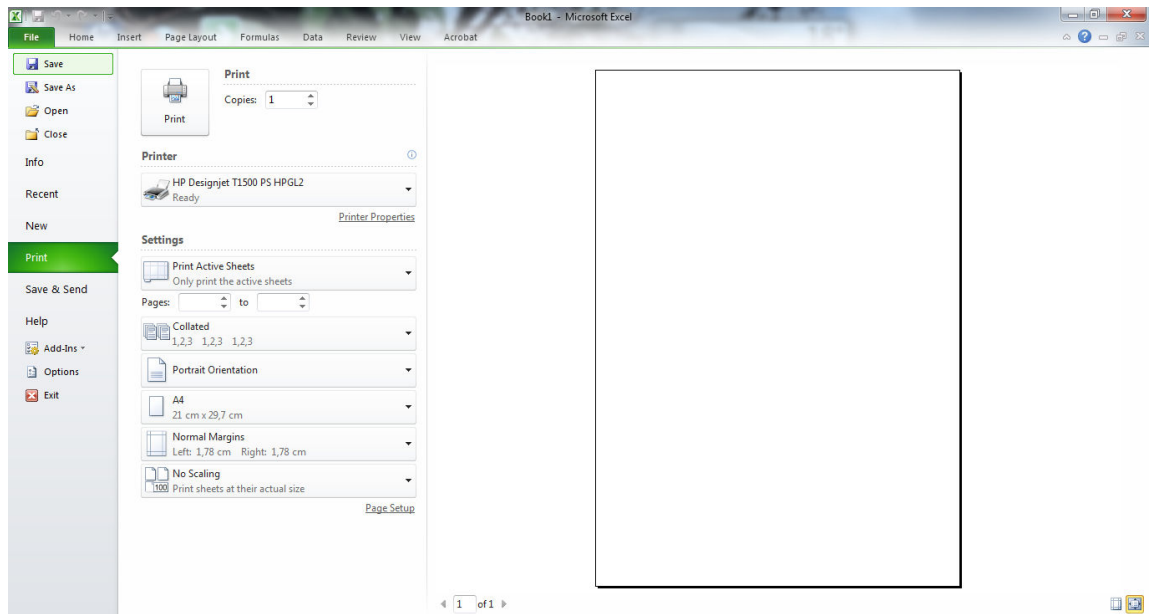 Book1 - Microsoft Excel
File Home Insert Page Layout Formulas Data Review View Acrobat
Save
Save As
Open
Close
Info
Recent
New
Print
Save & Send
Help
Add-Ins
Options
Exit
Print
Print
Copies: 1
Printer
HP Designjet T1500 PS HPGL2
Ready
Printer Properties
Settings
Print Active Sheets
Only print the active sheets
Pages: to
Collated
1,2,3 1,2,3 1,2,3
Portrait Orientation
A4
21 cm x 29,7 cm
Normal Margins
Left: 1,78 cm Right: 1,78 cm
No Scaling
100 Print sheets at their actual size
Page Setup
1 of 1